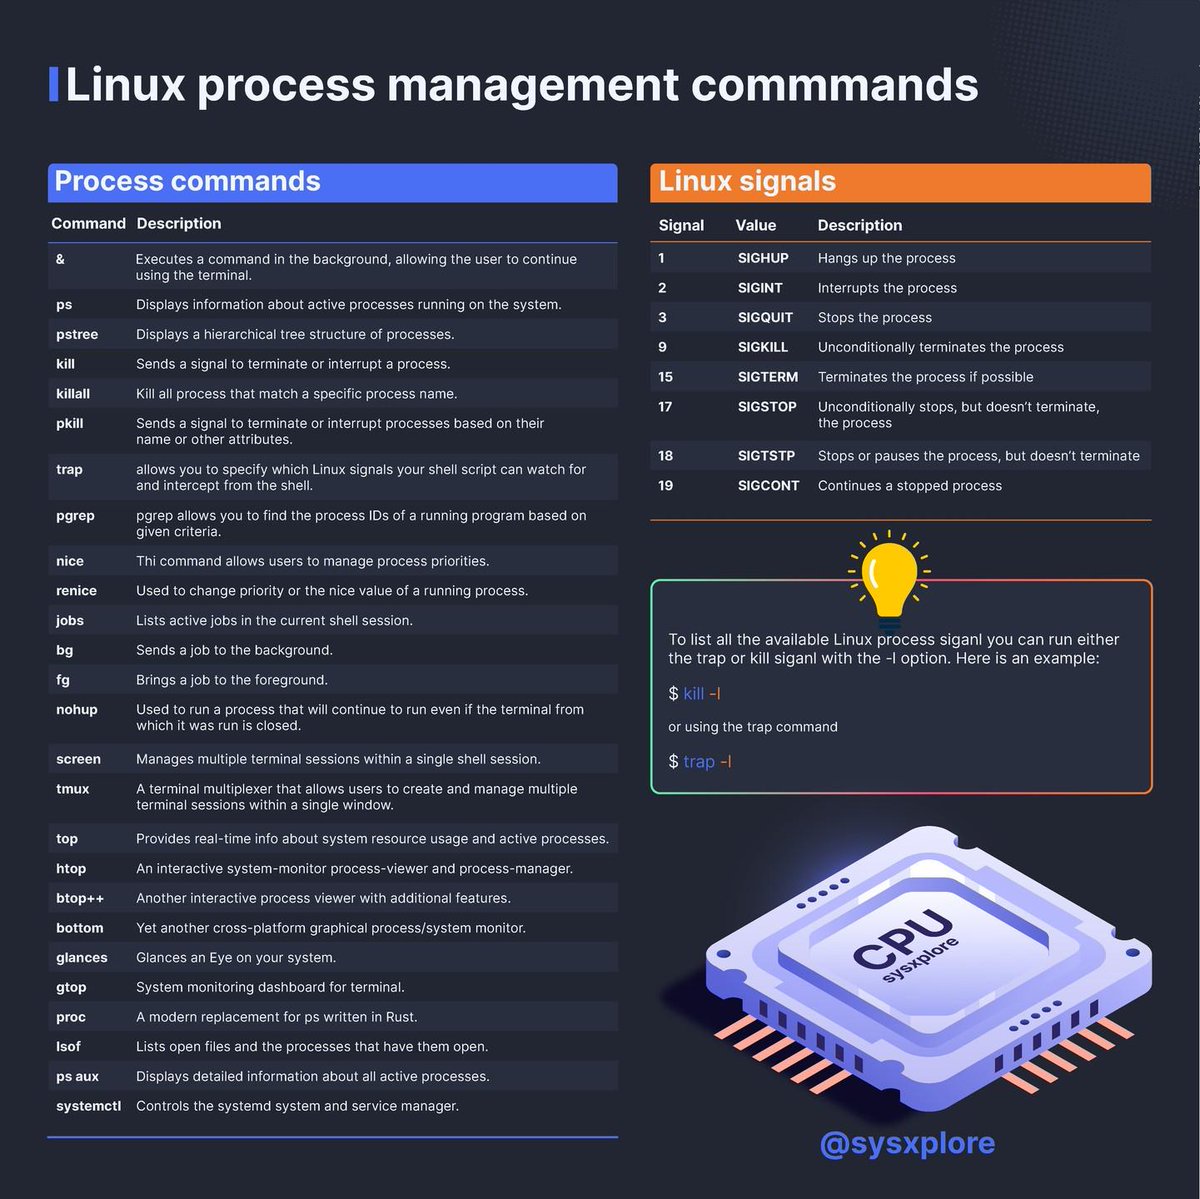 Linux process management commmands
Process commands
Command Description
& Executes a command in the background, allowing the user to continue
using the terminal.
ps Displays information about active processes running on the system.
pstree Displays a hierarchical tree structure of processes.
kill Sends a signal to terminate or interrupt a process.
killall Kill all process that match a specific process name.
pkill Sends a signal to terminate or interrupt processes based on their
name or other attributes.
trap allows you to specify which Linux signals your shell script can watch for
and intercept from the shell.
pgrep pgrep allows you to find the process IDs of a running program based on
given criteria.
nice Thi command allows users to manage process priorities.
renice Used to change priority or the nice value of a running process.
jobs Lists active jobs in the current shell session.
bg Sends a job to the background.
fg Brings a job to the foreground.
nohup Used to run a process that will continue to run even if the terminal from
which it was run is closed.
screen Manages multiple terminal sessions within a single shell session.
tmux A terminal multiplexer that allows users to create and manage multiple
terminal sessions within a single window.
top Provides real-time info about system resource usage and active processes.
htop An interactive system-monitor process-viewer and process-manager.
btop++ Another interactive process viewer with additional features.
bottom Yet another cross-platform graphical process/system monitor.
glances Glances an Eye on your system.
gtop System monitoring dashboard for terminal.
proc A modern replacement for ps written in Rust.
lsof Lists open files and the processes that have them open.
ps aux Displays detailed information about all active processes.
systemctl Controls the systemd system and service manager.
Linux signals
Signal Value Description
1 SIGHUP Hangs up the process
2 SIGINT Interrupts the process
3 SIGQUIT Stops the process
9 SIGKILL Unconditionally terminates the process
15 SIGTERM Terminates the process if possible
17 SIGSTOP Unconditionally stops, but doesn't terminate,
the process
18 SIGTSTP Stops or pauses the process, but doesn't terminate
19 SIGCONT Continues a stopped process
To list all the available Linux process siganl you can run either
the trap or kill siganl with the -l option. Here is an example:
$ kill -l
or using the trap command
$ trap -l
CPU
sysxplore
@sysxplore